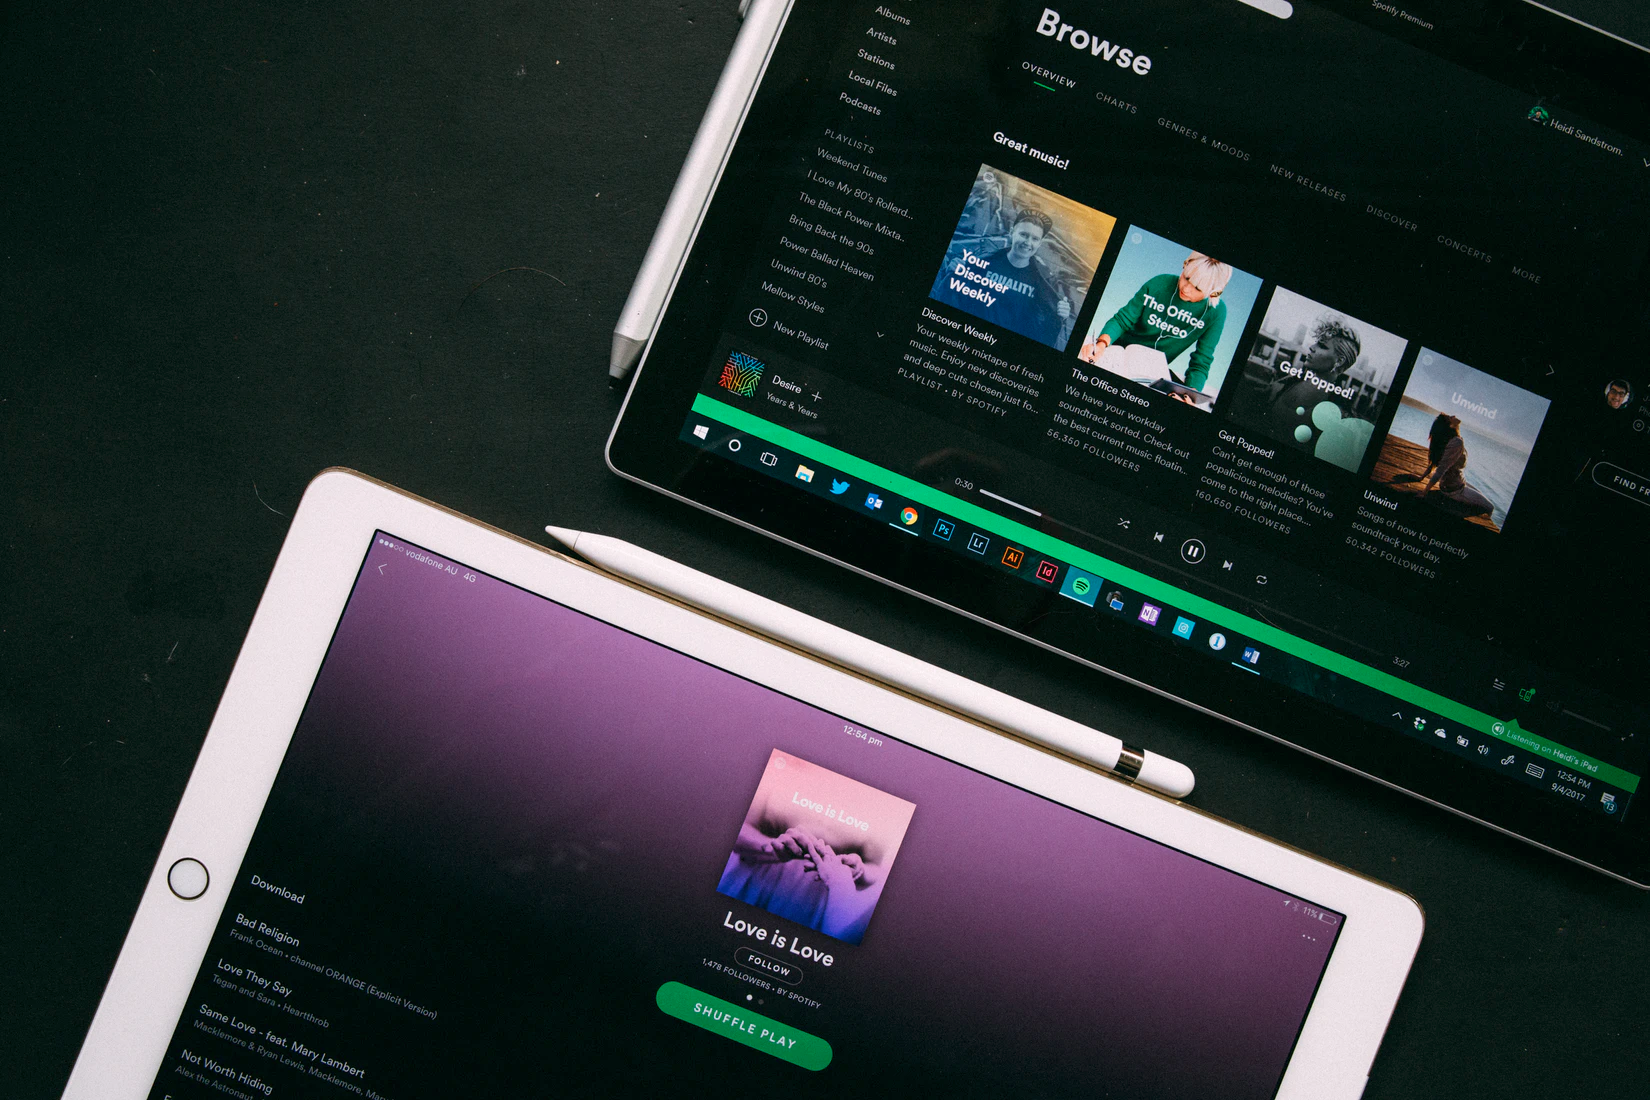 Albums
Artists
Stations
Local Files
Podcasts
PLAYLISTS
Weekend Tunes
I Love My 80's Rollerd...
The Black Power Mixta...
Bring Back the 90s
Power Ballad Heaven
Unwind 80's
Mellow Styles
New Playlist
Desire
Years & Years
Spotify Premium
Browse
Heidi Sandstrom.
OVERVIEW
CHARTS
GENRES & MOODS
NEW RELEASES
DISCOVER
CONCERTS
MORE
Great music!
EQUALITY.
Your
Discover
Weekly
Discover Weekly
Your weekly mixtape of fresh
music. Enjoy new discoveries
and deep cuts chosen just fo...
PLAYLIST • BY SPOTIFY
The Office
Stereo
The Office Stereo
We have your workday
soundtrack sorted. Check out
the best current music floatin...
56,350 FOLLOWERS
Get Popped!
Get Popped!
Can't get enough of those
popalicious melodies? You've
come to the right place....
160,650 FOLLOWERS
Unwind
Unwind
Songs of now to perfectly
soundtrack your day.
50,342 FOLLOWERS
FIND FR
0:30
3:27
Listening on Heidi's iPad
Ps
Lr
Ai
Id
N
W
12:54 PM
9/4/2017
13
vodafone AU 4G
12:54 pm
11%
Love is Love
Love is Love
FOLLOW
1,478 FOLLOWERS • BY SPOTIFY
SHUFFLE PLAY
Download
Bad Religion
Frank Ocean • channel ORANGE (Explicit Version)
Love They Say
Tegan and Sara • Heartthrob
Same Love - feat. Mary Lambert
Macklemore & Ryan Lewis, Macklemore, Mar
Not Worth Hiding
Alex the Astronaut